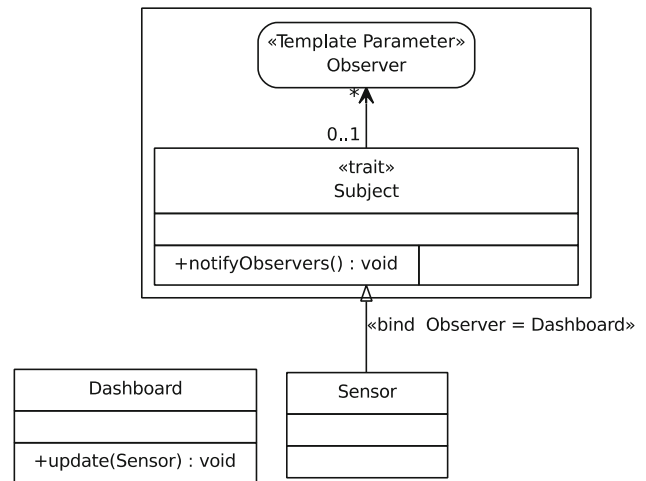 «Template Parameter»
Observer
*
0..1
«trait»
Subject
+notifyObservers() : void
«bind Observer = Dashboard»
Dashboard
+update(Sensor) : void
Sensor